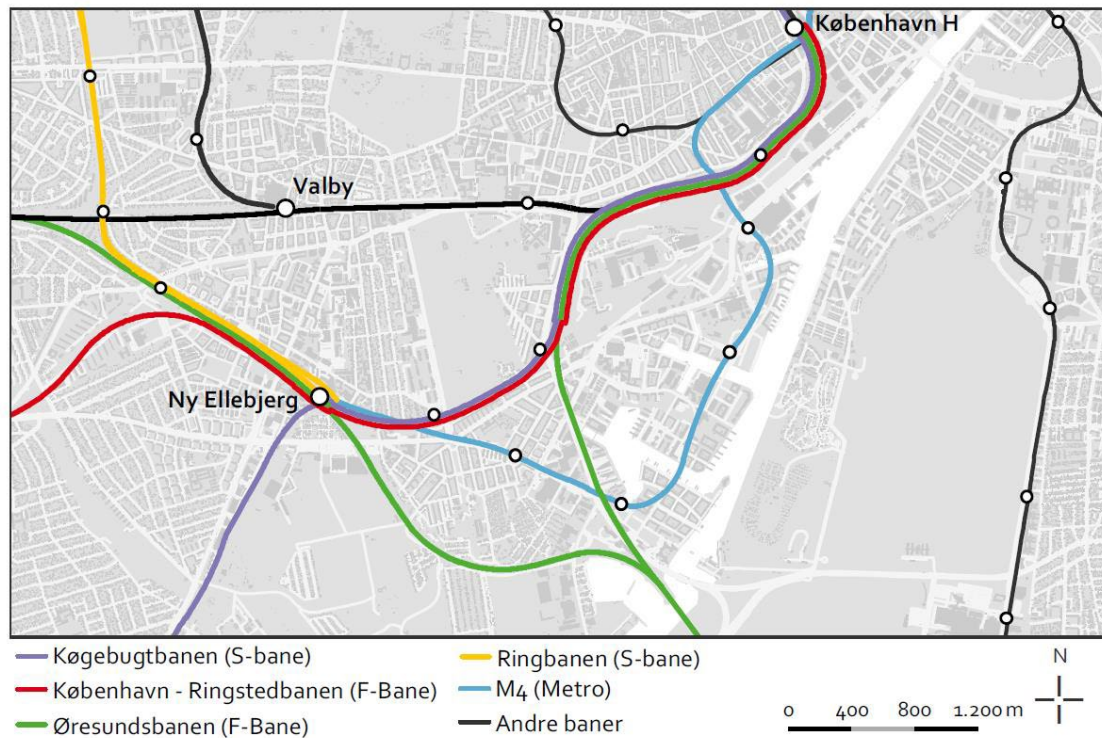 København H
Valby
Ny Ellebjerg
Køgebugtbanen (S-bane)
København - Ringstedbanen (F-Bane)
Øresundsbanen (F-Bane)
Ringbanen (S-bane)
M4 (Metro)
Andre baner
N
0 400 800 1.200 m